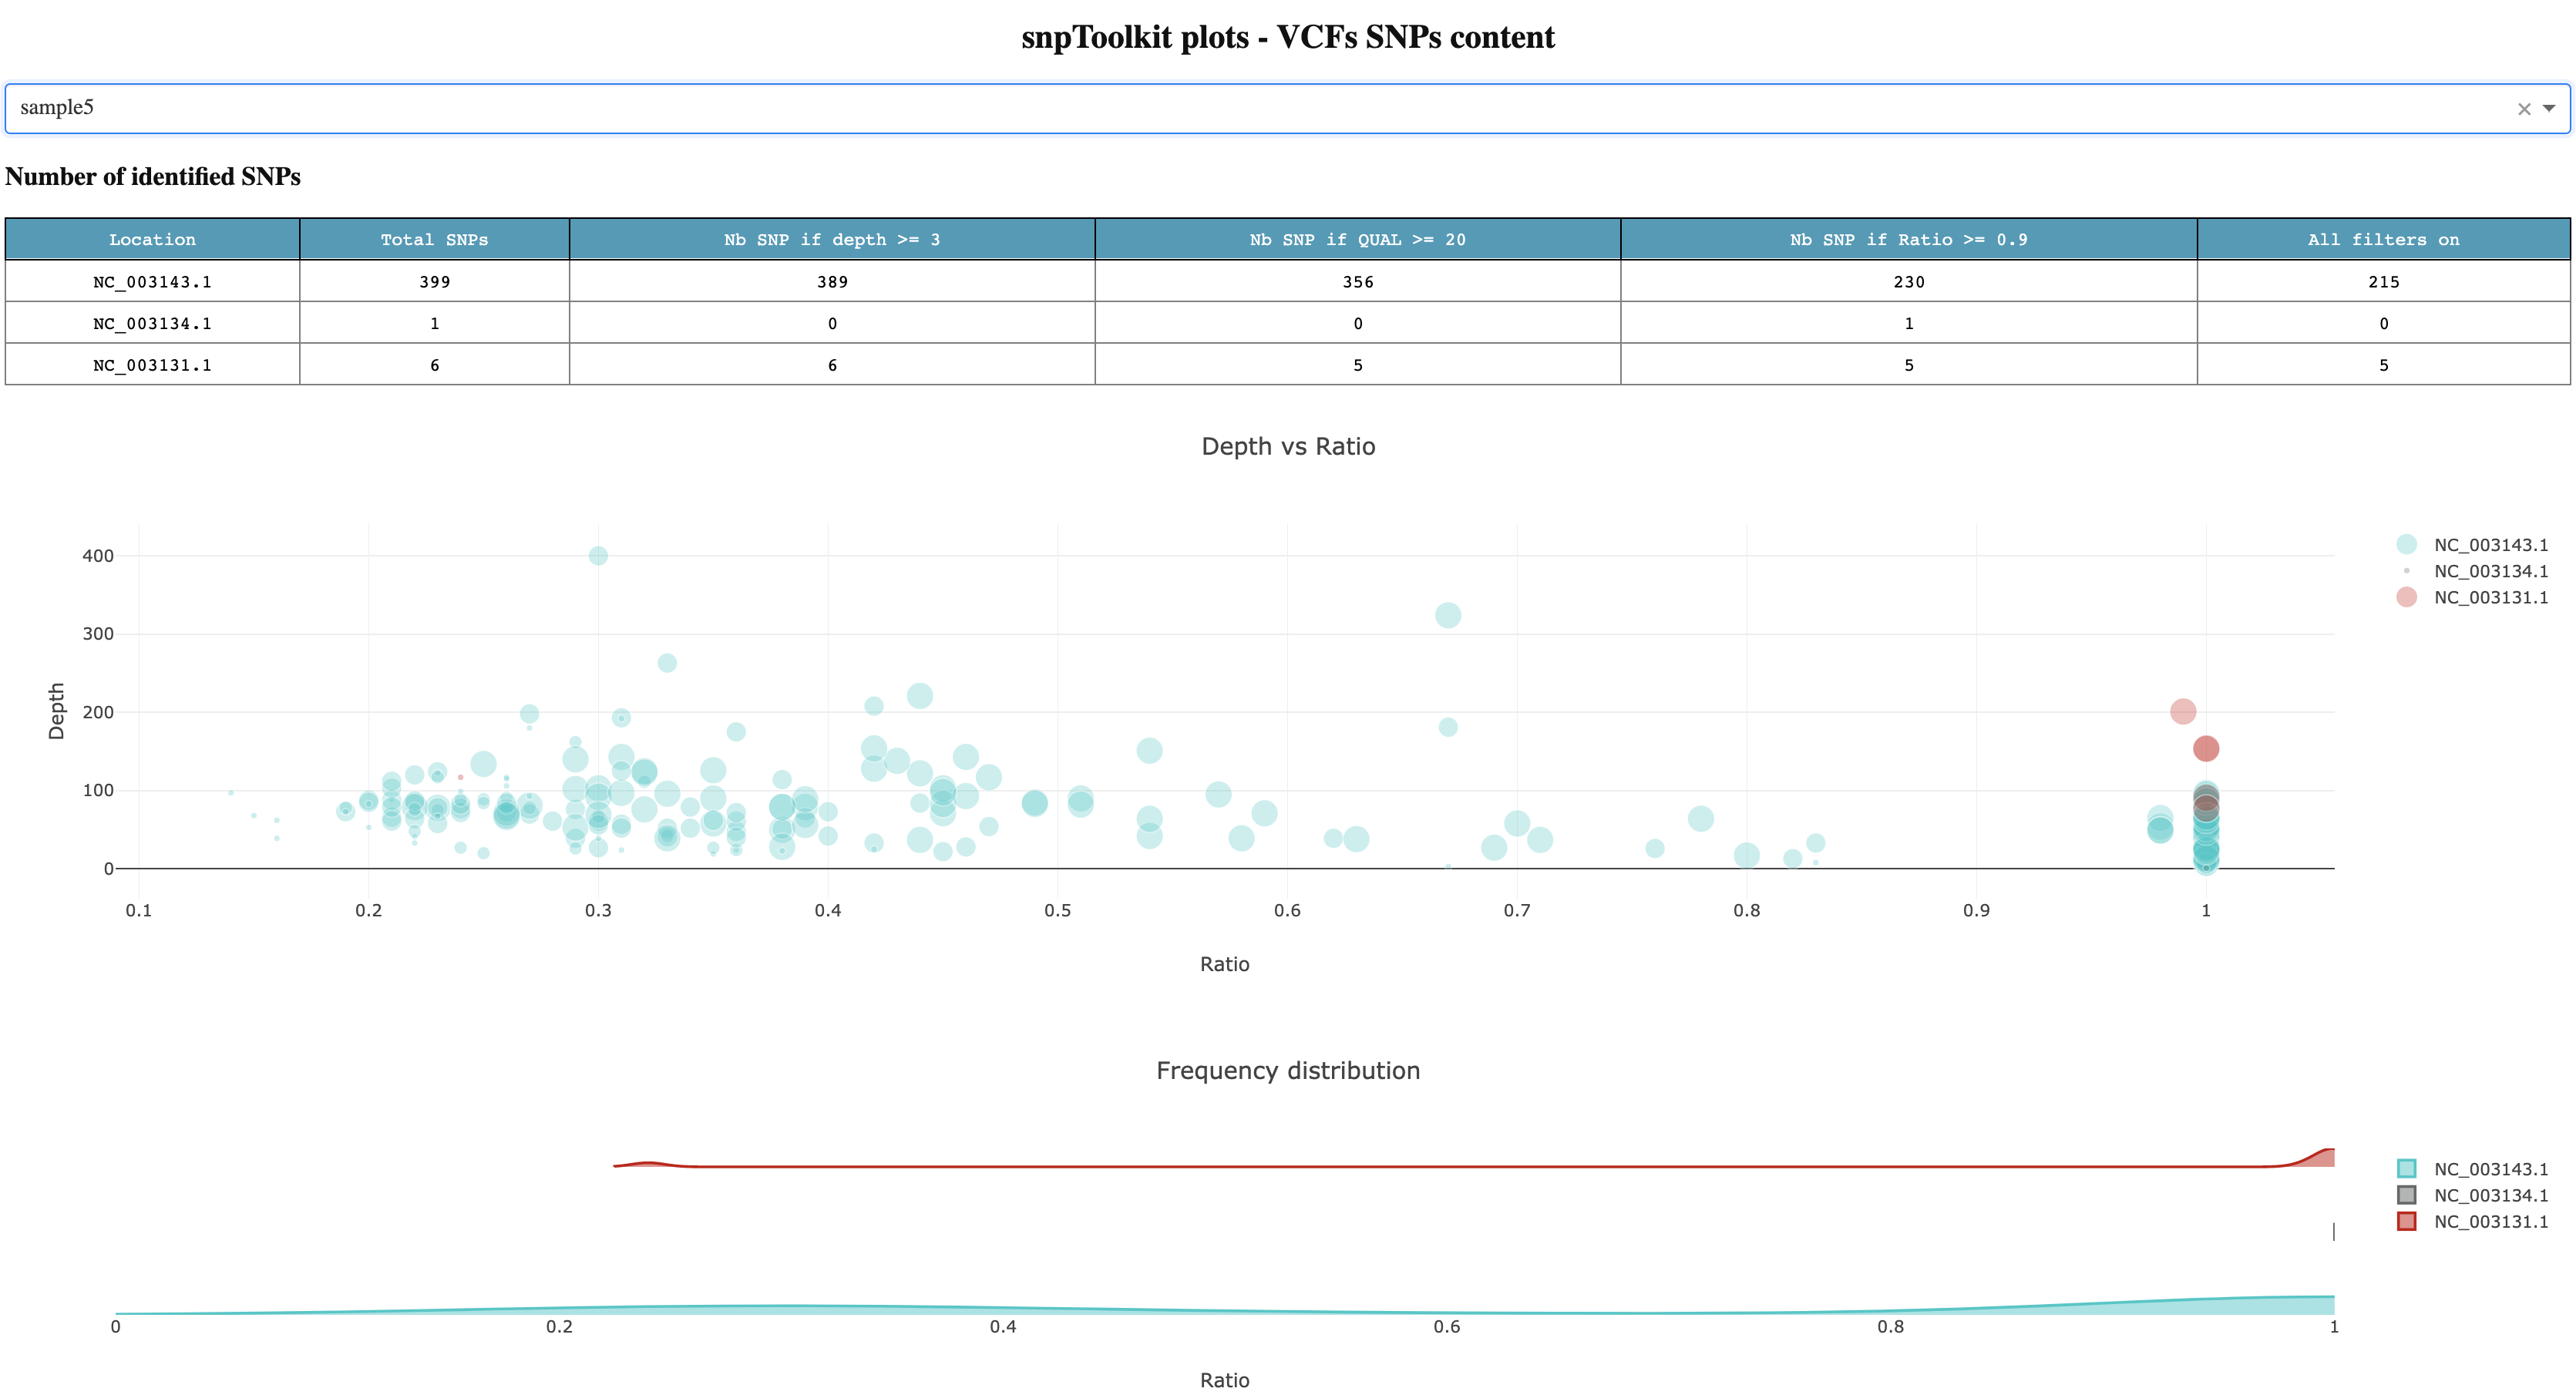 snpToolkit plots - VCFs SNPs content
sample5
Number of identified SNPs
Location Total SNPs Nb SNP if depth >= 3 Nb SNP if QUAL >= 20 Nb SNP if Ratio >= 0.9 All filters on
NC_003143.1 399 389 356 230 215
NC_003134.1 1 0 0 1 0
NC_003131.1 6 6 5 5 5
Depth vs Ratio
400
300
200
100
0
Depth
0.1 0.2 0.3 0.4 0.5 0.6 0.7 0.8 0.9 1
Ratio
NC_003143.1
NC_003134.1
NC_003131.1
Frequency distribution
NC_003143.1
NC_003134.1
NC_003131.1
0 0.2 0.4 0.6 0.8 1
Ratio